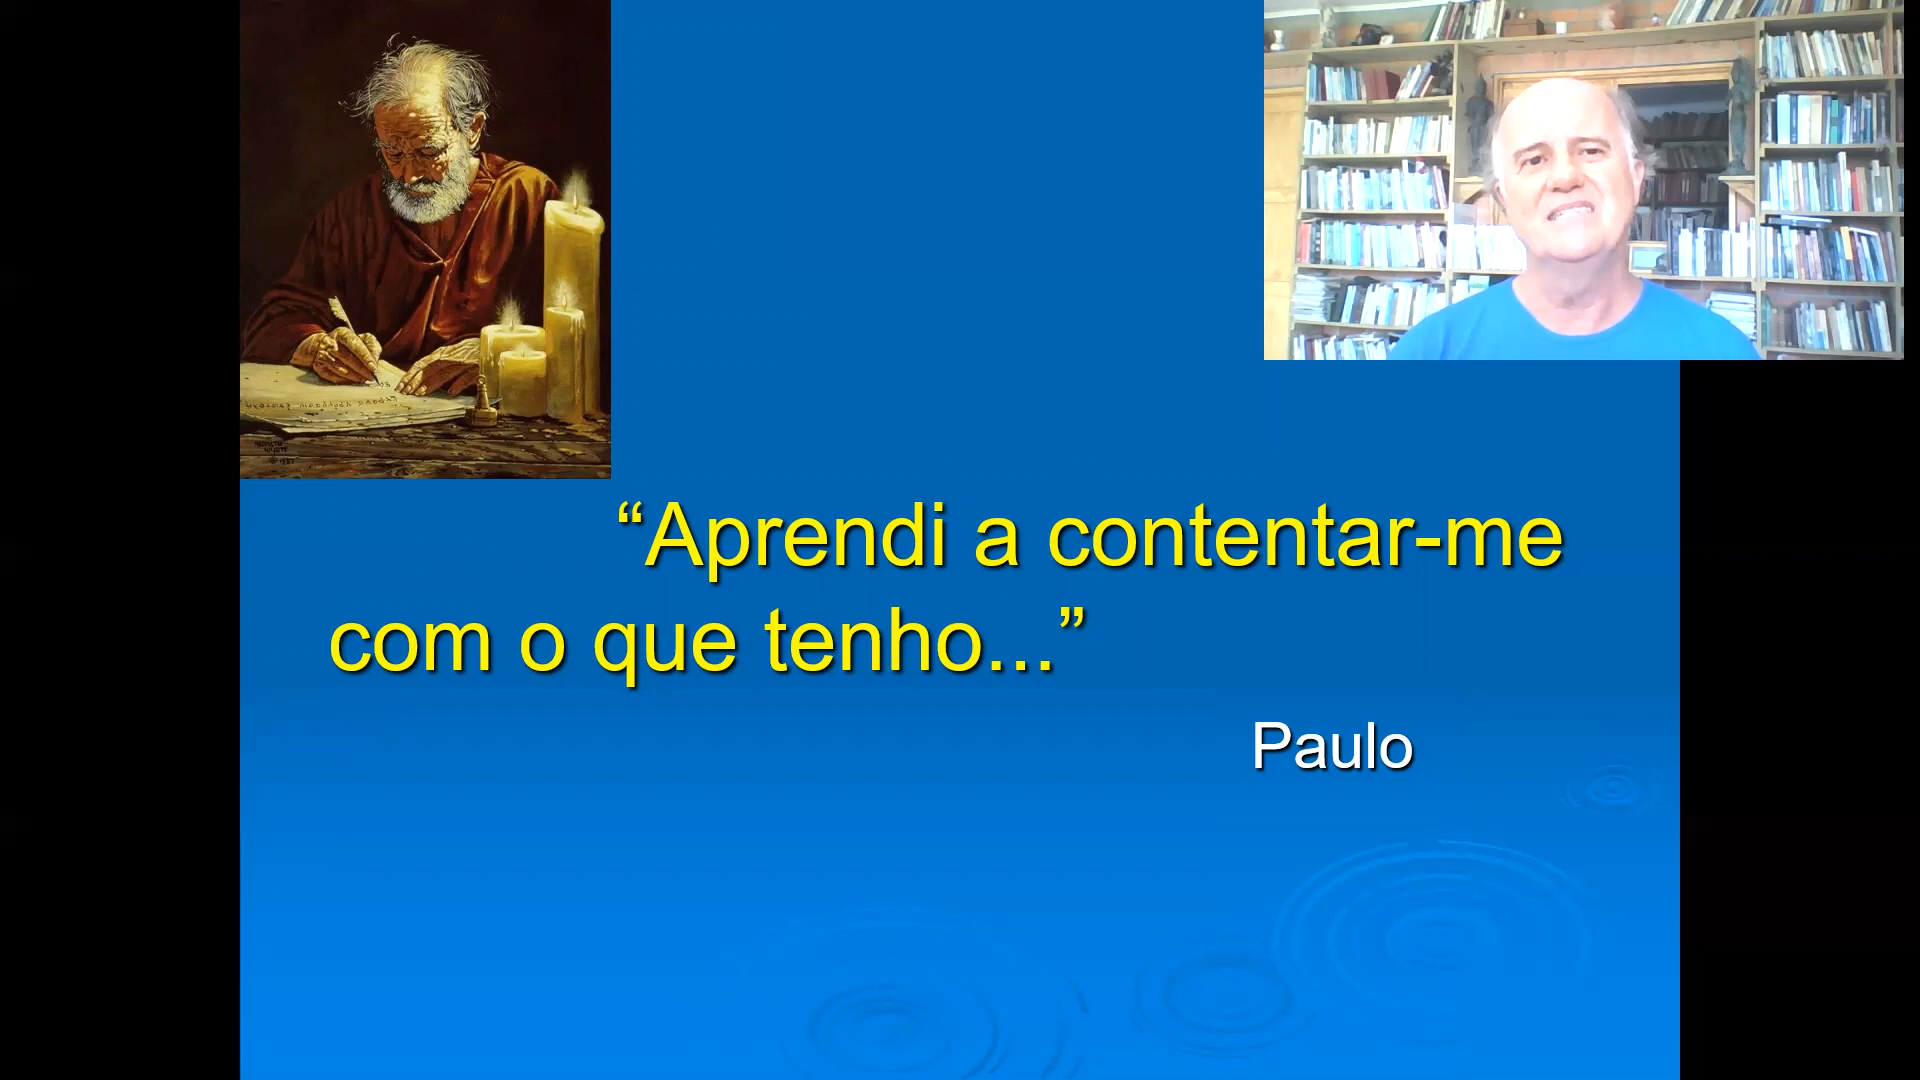 “Aprendi a contentar-me
com o que tenho...”
Paulo